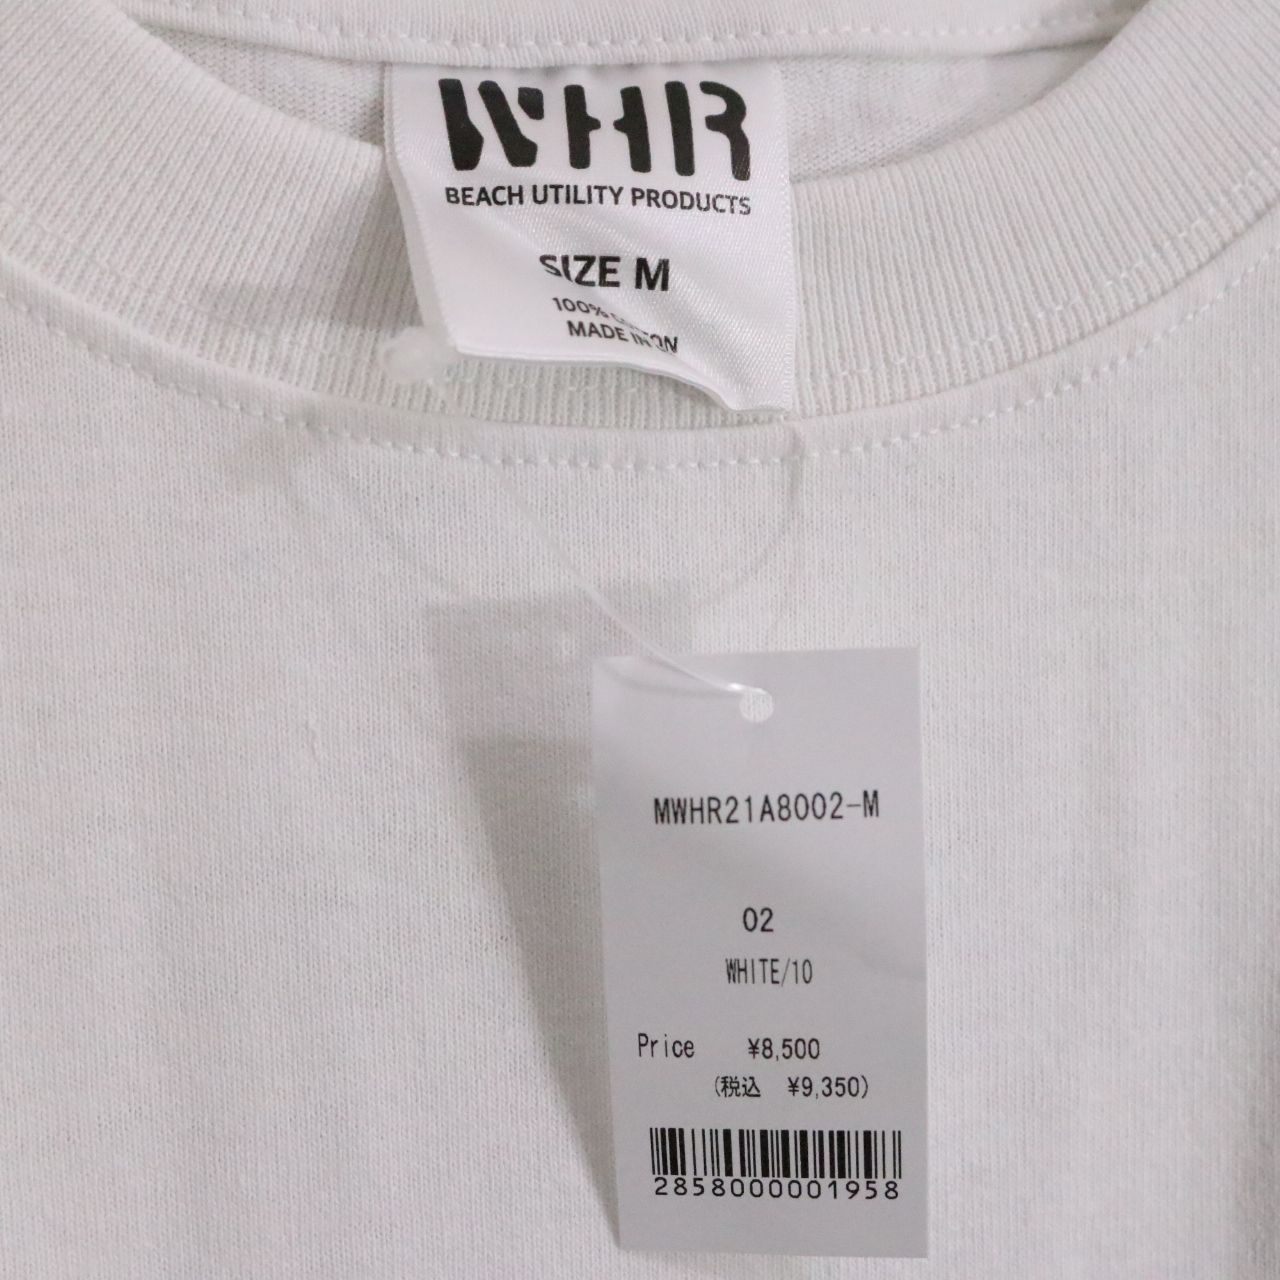 WHR
BEACH UTILITY PRODUCTS
SIZE M
100%
MADE IN
MWHR21A8002-M
02
WHITE/10
Price ¥8,500
(税込 ¥9,350)
2858000001958